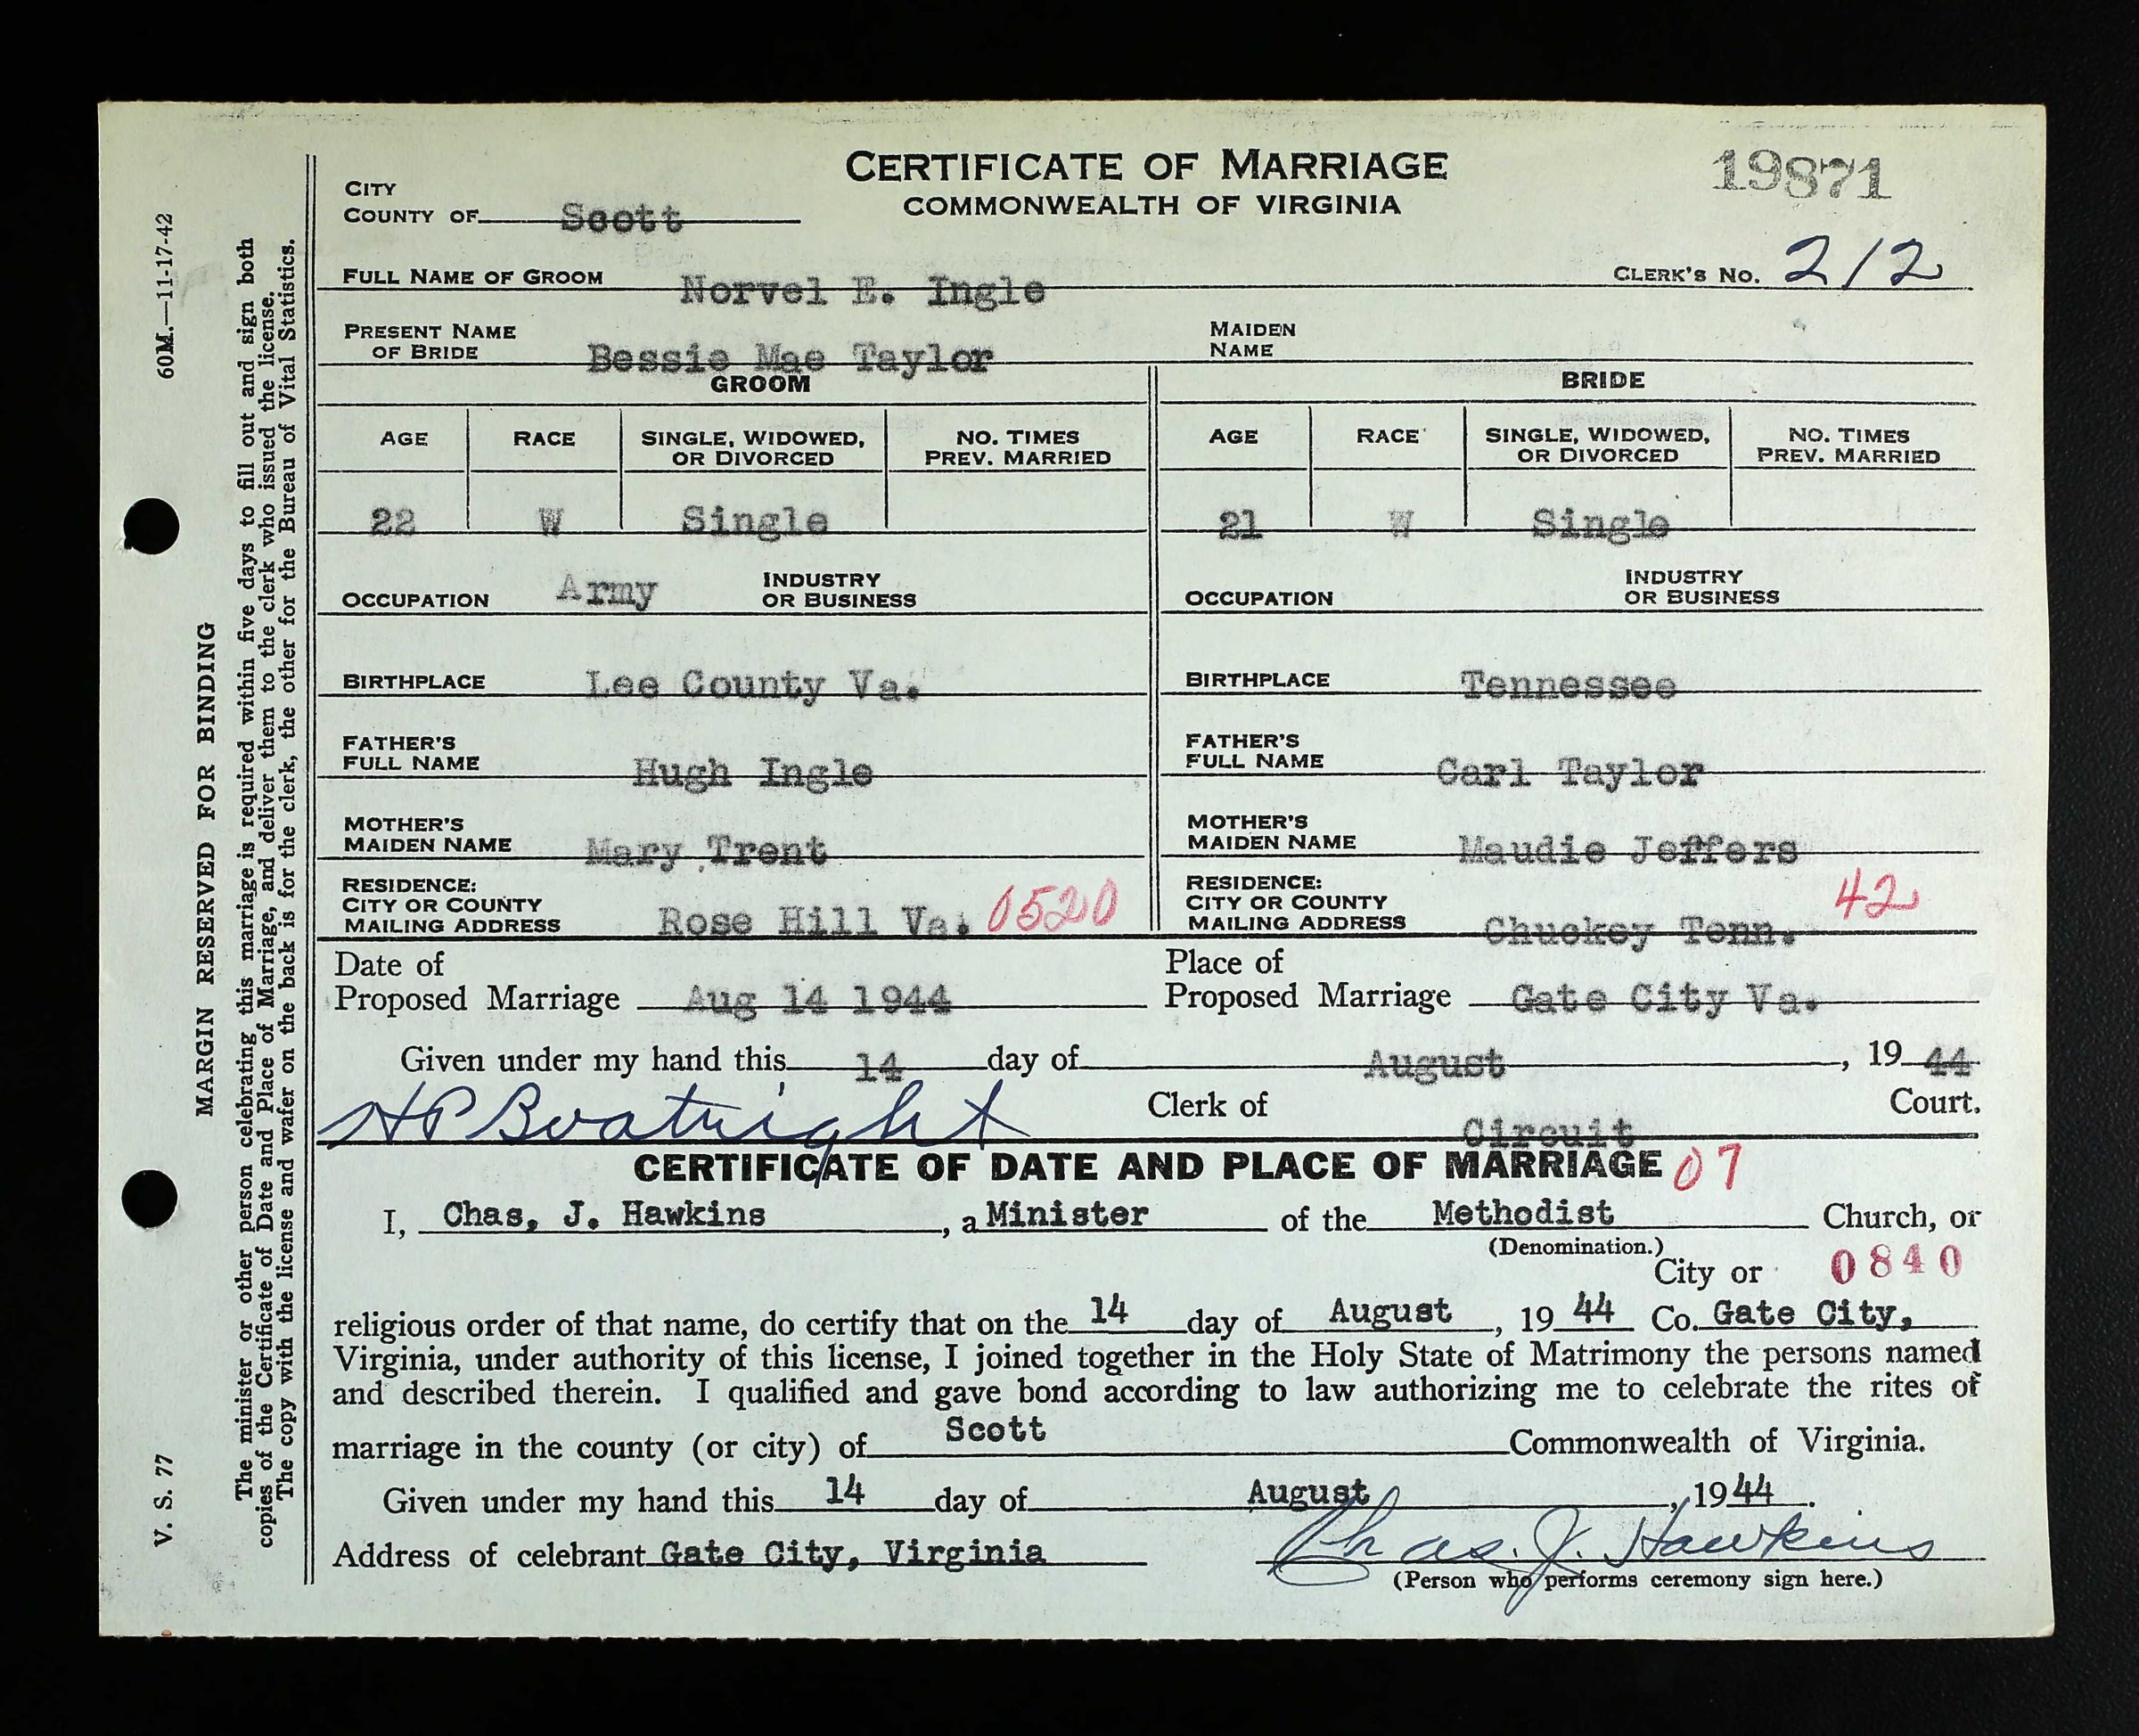 CERTIFICATE OF MARRIAGE
COMMONWEALTH OF VIRGINIA
19871
CITY
COUNTY OF Scott
CLERK'S NO. 212
FULL NAME OF GROOM Norvel E. Ingle
PRESENT NAME OF BRIDE Bessie Mae Taylor MAIDEN NAME
GROOM BRIDE
AGE RACE SINGLE, WIDOWED, OR DIVORCED NO. TIMES PREV. MARRIED AGE RACE SINGLE, WIDOWED, OR DIVORCED NO. TIMES PREV. MARRIED
22 W Single 21 W Single
OCCUPATION Army INDUSTRY OR BUSINESS OCCUPATION INDUSTRY OR BUSINESS
BIRTHPLACE Lee County Va. BIRTHPLACE Tennessee
FATHER'S FULL NAME Hugh Ingle FATHER'S FULL NAME Carl Taylor
MOTHER'S MAIDEN NAME Mary Trent MOTHER'S MAIDEN NAME Maudie Jeffers
RESIDENCE: CITY OR COUNTY MAILING ADDRESS Rose Hill Va. 0520 RESIDENCE: CITY OR COUNTY MAILING ADDRESS Chuckey Tenn. 42
Date of Proposed Marriage Aug 14 1944 Place of Proposed Marriage Gate City Va.
Given under my hand this 14 day of August, 19 44
H P Boatright Clerk of Circuit Court.
CERTIFICATE OF DATE AND PLACE OF MARRIAGE 07
I, Chas, J. Hawkins, a Minister of the Methodist Church, or
(Denomination.)
City or 0840
religious order of that name, do certify that on the 14 day of August, 19 44 Co. Gate City,
Virginia, under authority of this license, I joined together in the Holy State of Matrimony the persons named
and described therein. I qualified and gave bond according to law authorizing me to celebrate the rites of
marriage in the county (or city) of Scott Commonwealth of Virginia.
Given under my hand this 14 day of August, 1944.
Address of celebrant Gate City, Virginia Chas. J. Hawkins
(Person who performs ceremony sign here.)
V. S. 77
60M.—11-17-42
MARGIN RESERVED FOR BINDING
The minister or other person celebrating this marriage is required within five days to fill out and sign both
copies of the Certificate of Date and Place of Marriage, and deliver them to the clerk who issued the license.
The copy with the license and wafer on the back is for the clerk, the other for the Bureau of Vital Statistics.